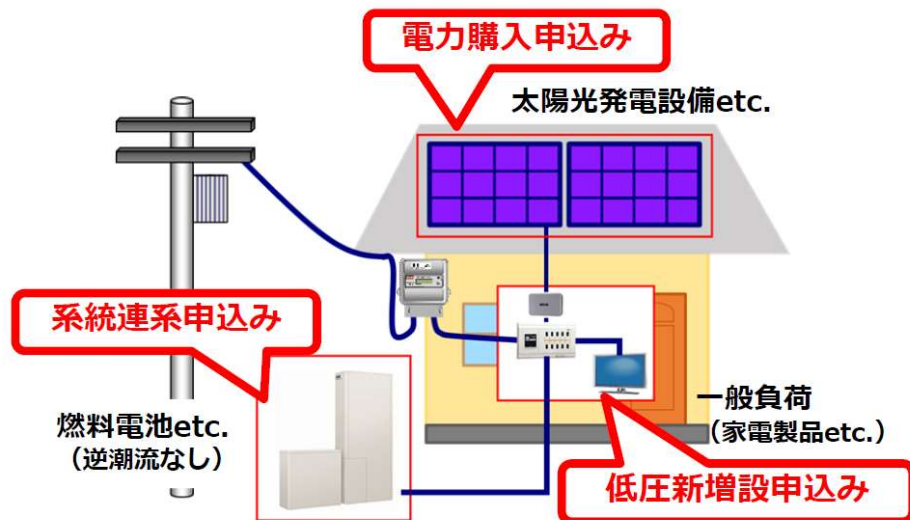 電力購入申込み
太陽光発電設備etc.
系統連系申込み
燃料電池etc.
（逆潮流なし）
一般負荷
（家電製品etc.）
低圧新増設申込み